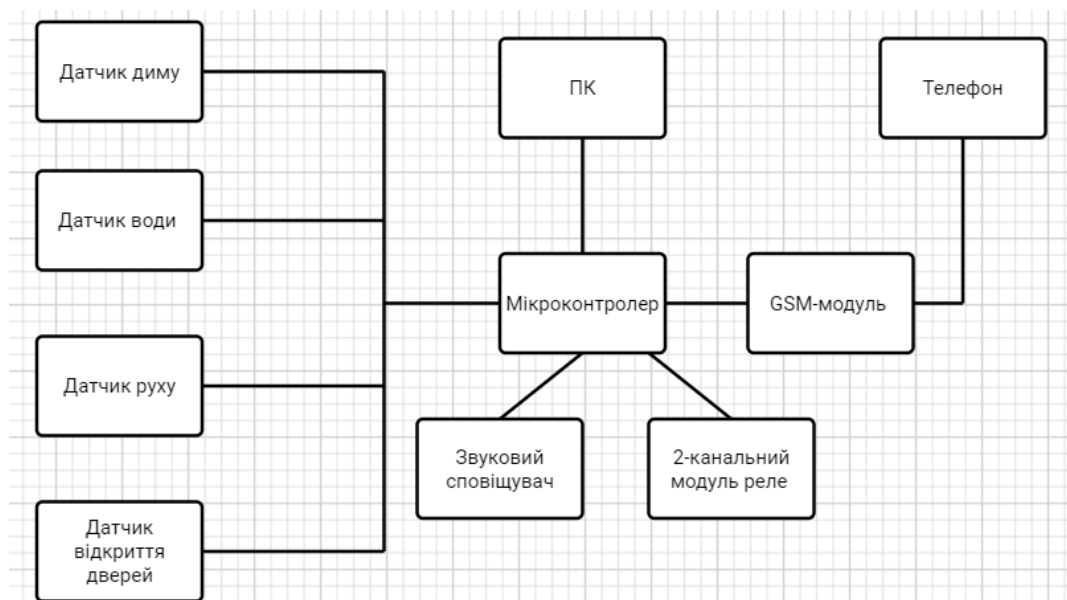 Датчик диму
ПК
Телефон
Датчик води
Мікроконтролер
GSM-модуль
Датчик руху
Звуковий
сповіщувач
2-канальний
модуль реле
Датчик
відкриття
дверей